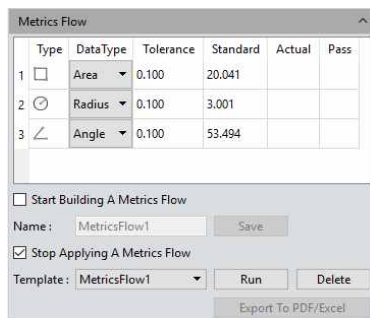 Metrics Flow
Type DataType Tolerance Standard Actual Pass
1 Area 0.100 20.041
2 Radius 0.100 3.001
3 Angle 0.100 53.494
Start Building A Metrics Flow
Name : MetricsFlow1 Save
Stop Applying A Metrics Flow
Template : MetricsFlow1 Run Delete
Export To PDF/Excel